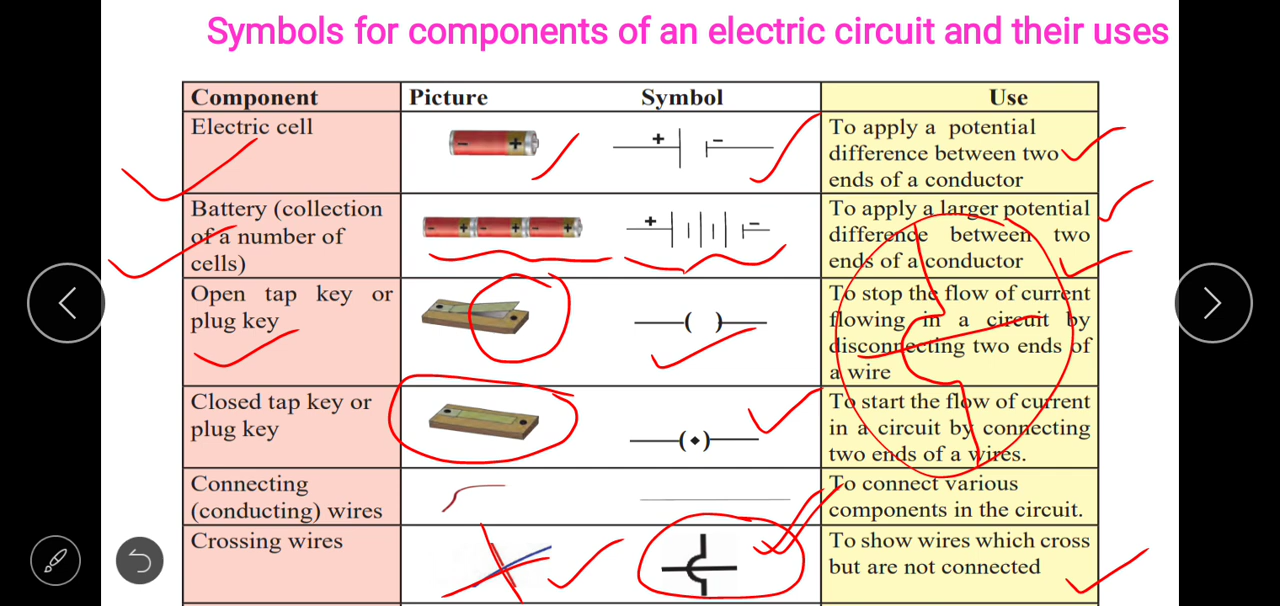 Symbols for components of an electric circuit and their uses
Component Picture Symbol Use
Electric cell
- +
+ -
To apply a potential
difference between two
ends of a conductor
Battery (collection
of a number of
cells)
- + - + - +
+ -
To apply a larger potential
difference between two
ends of a conductor
Open tap key or
plug key
To stop the flow of current
flowing in a circuit by
disconnecting two ends of
a wire
Closed tap key or
plug key
To start the flow of current
in a circuit by connecting
two ends of a wires.
Connecting
(conducting) wires
To connect various
components in the circuit.
Crossing wires
To show wires which cross
but are not connected